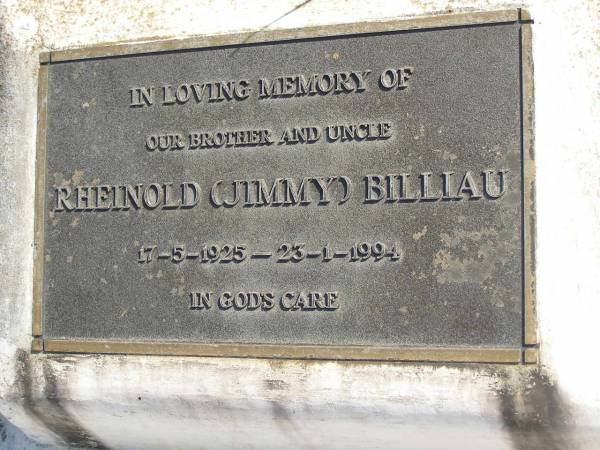 IN LOVING MEMORY OF
OUR BROTHER AND UNCLE
RHEINOLD (JIMMY) BILLIAU
17-5-1925 – 23-1-1994
IN GOD'S CARE